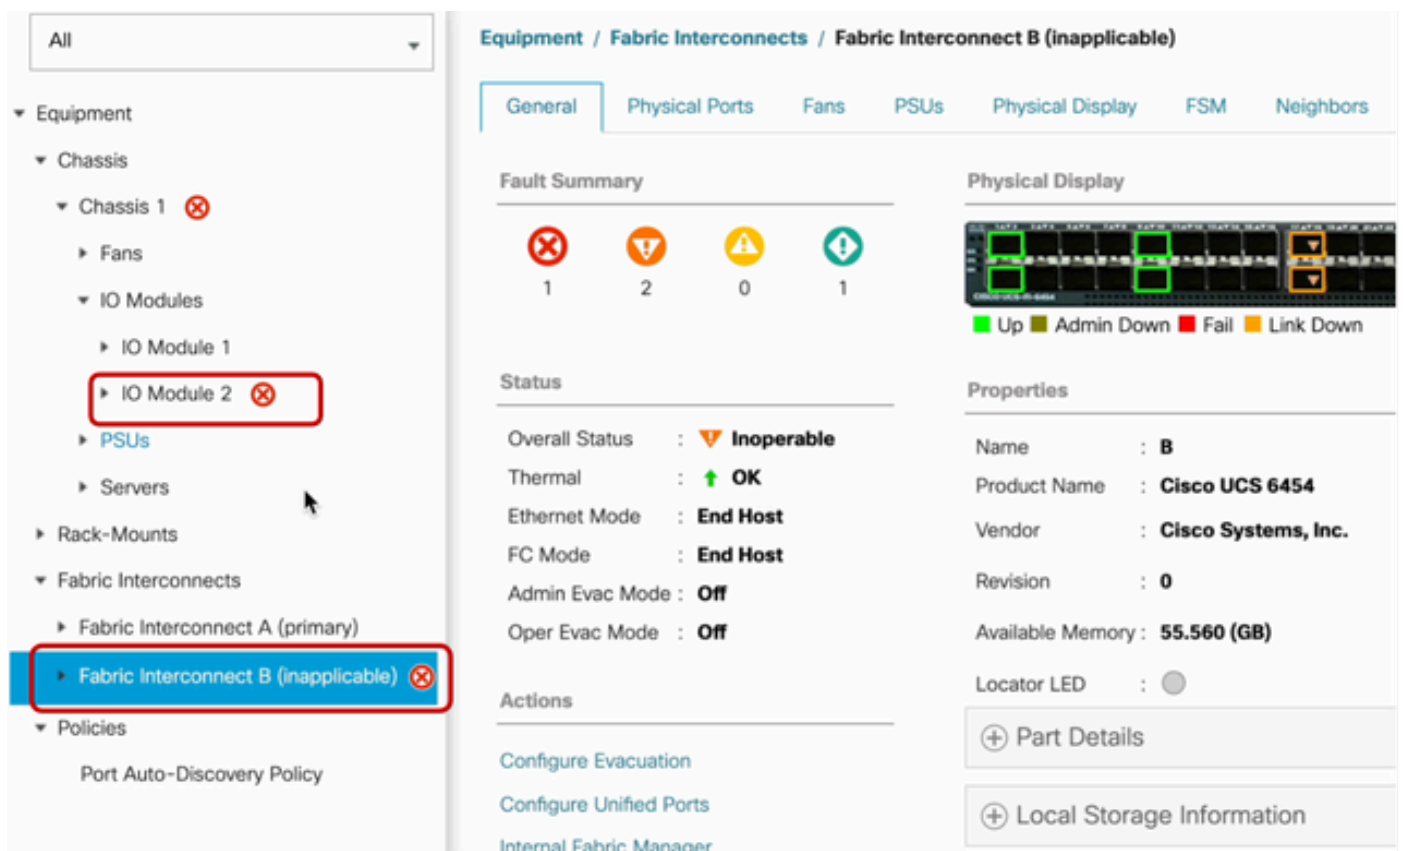 All
Equipment
Chassis
Chassis 1
Fans
IO Modules
IO Module 1
IO Module 2
PSUs
Servers
Rack-Mounts
Fabric Interconnects
Fabric Interconnect A (primary)
Fabric Interconnect B (inapplicable)
Policies
Port Auto-Discovery Policy
Equipment / Fabric Interconnects / Fabric Interconnect B (inapplicable)
General Physical Ports Fans PSUs Physical Display FSM Neighbors
Fault Summary
1 2 0 1
Status
Overall Status : Inoperable
Thermal : OK
Ethernet Mode : End Host
FC Mode : End Host
Admin Evac Mode : Off
Oper Evac Mode : Off
Actions
Configure Evacuation
Configure Unified Ports
Internal Fabric Manager
Physical Display
Up Admin Down Fail Link Down
Properties
Name : B
Product Name : Cisco UCS 6454
Vendor : Cisco Systems, Inc.
Revision : 0
Available Memory : 55.560 (GB)
Locator LED :
Part Details
Local Storage Information